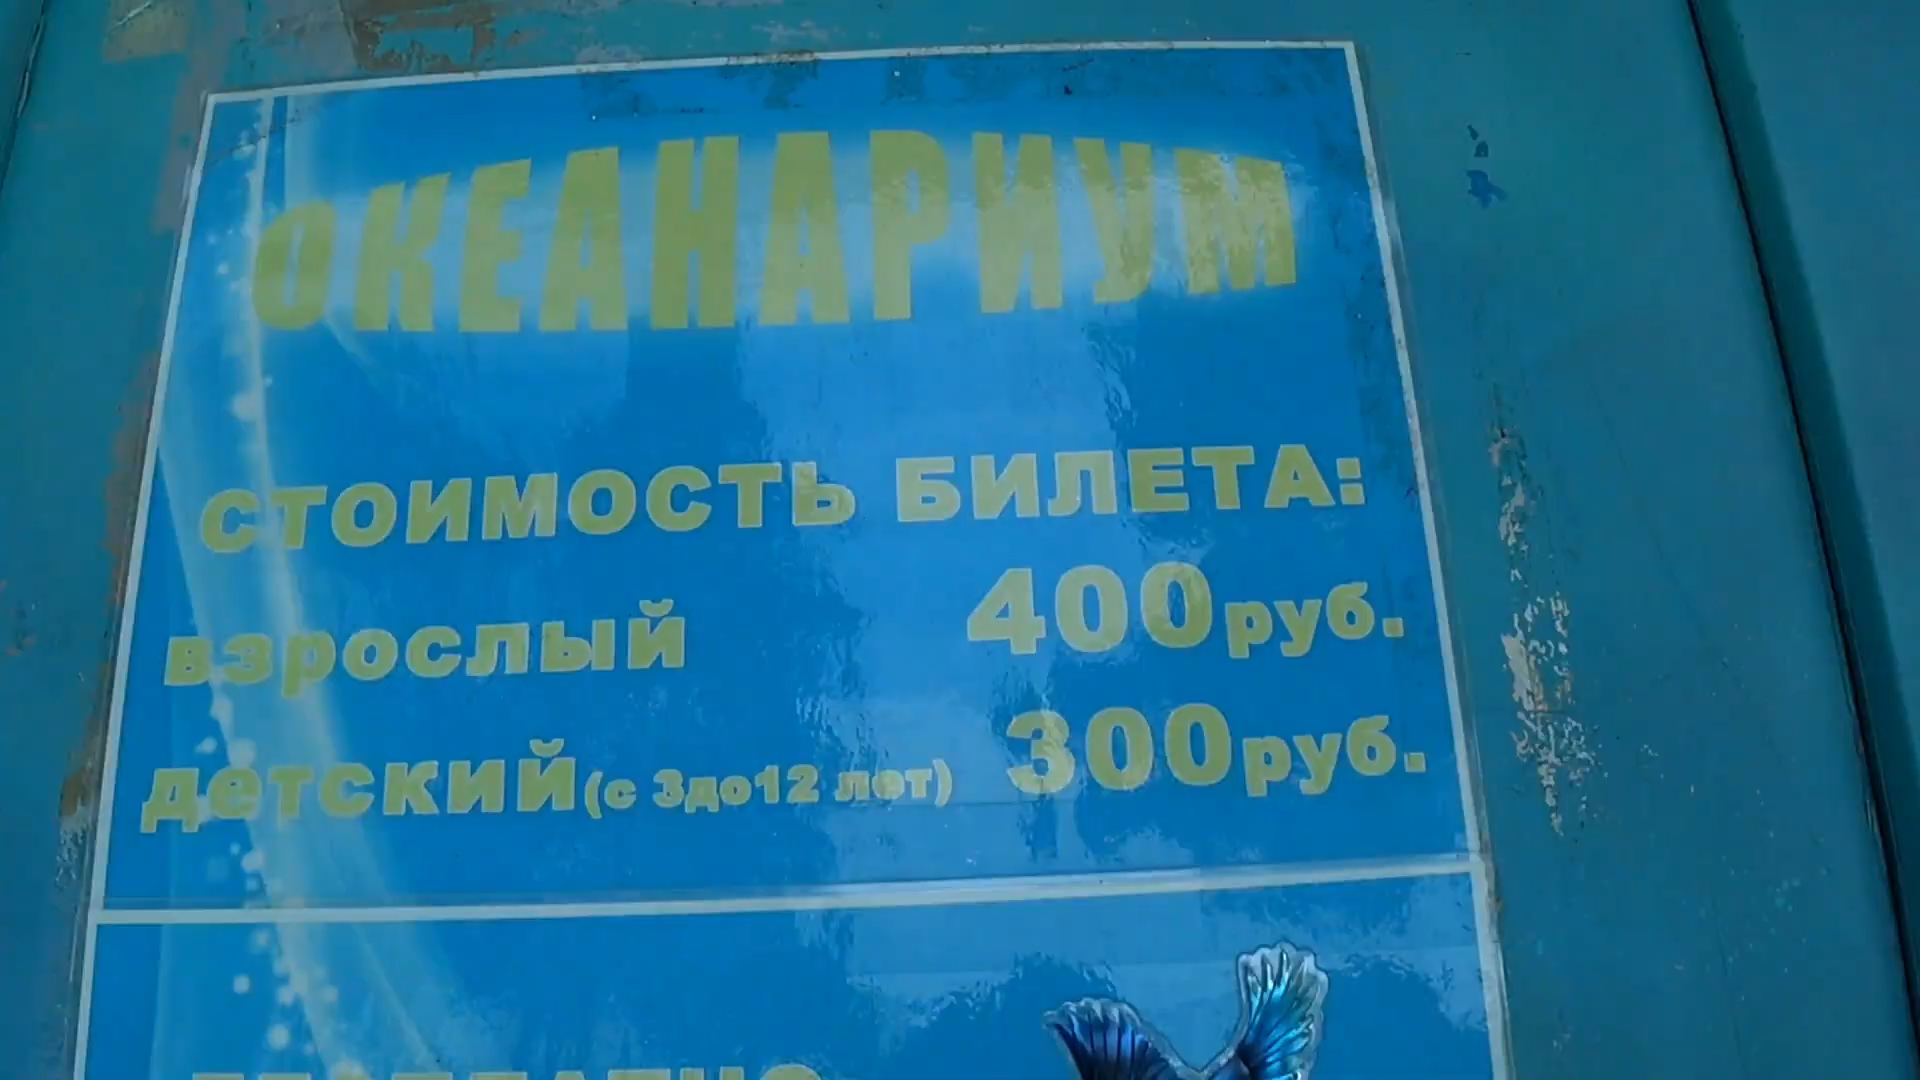 ОКЕАНАРИУМ
СТОИМОСТЬ БИЛЕТА:
взрослый 400руб.
детский(с 3до12 лет) 300руб.